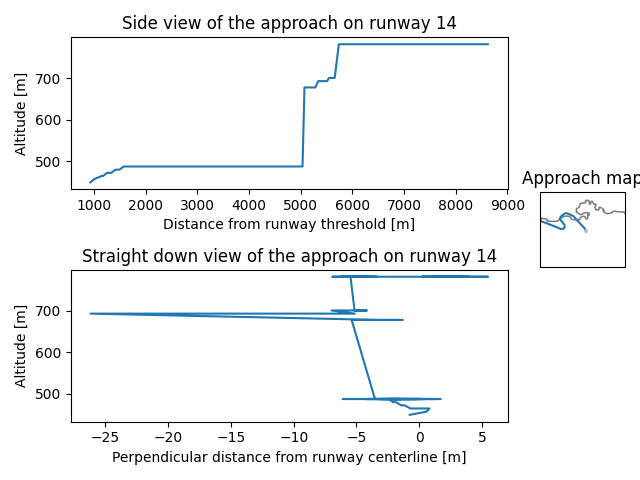 Side view of the approach on runway 14
Altitude [m]
700
600
500
1000 2000 3000 4000 5000 6000 7000 8000 9000
Distance from runway threshold [m]
Approach map
Straight down view of the approach on runway 14
Altitude [m]
700
600
500
−25 −20 −15 −10 −5 0 5
Perpendicular distance from runway centerline [m]